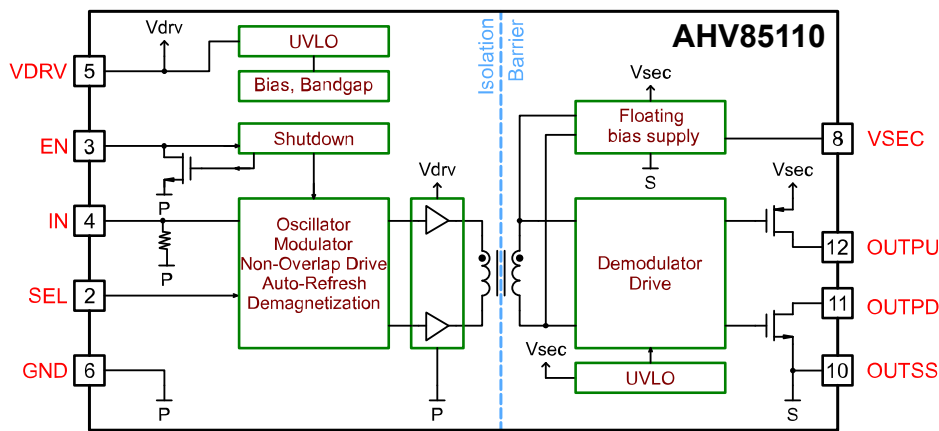 AHV85110
Isolation
Barrier
Vdrv
UVLO
VDRV
5
Bias, Bandgap
Vsec
Floating
bias supply
8
VSEC
S
EN
3
Shutdown
P
Vdrv
Vsec
IN
4
P
Oscillator
Modulator
Non-Overlap Drive
Auto-Refresh
Demagnetization
Demodulator
Drive
12
OUTPU
SEL
2
11
OUTPD
Vsec
UVLO
GND
6
P
P
10
OUTSS
S